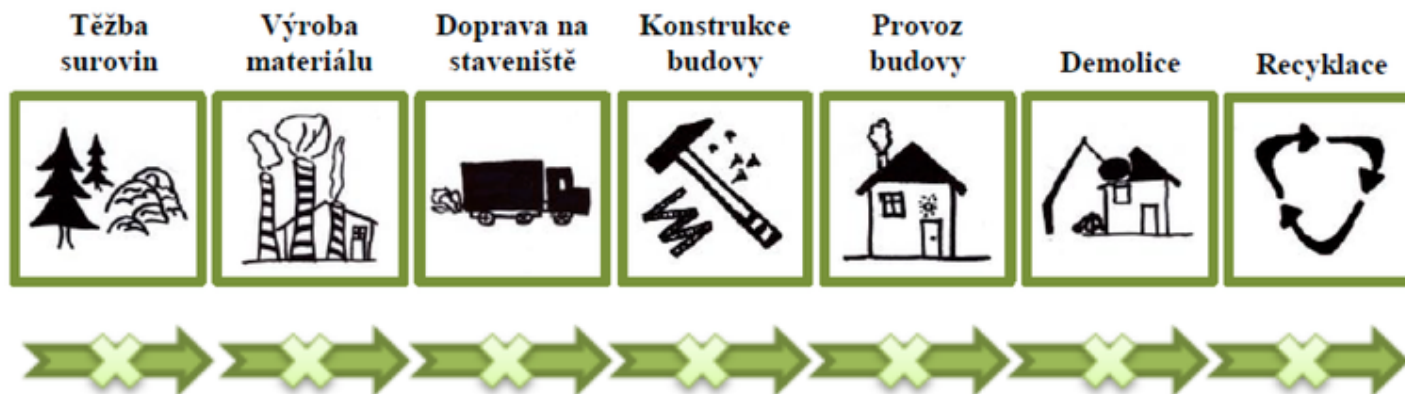 Těžba
surovin
Výroba
materiálu
Doprava na
staveniště
Konstrukce
budovy
Provoz
budovy
Demolice
Recyklace